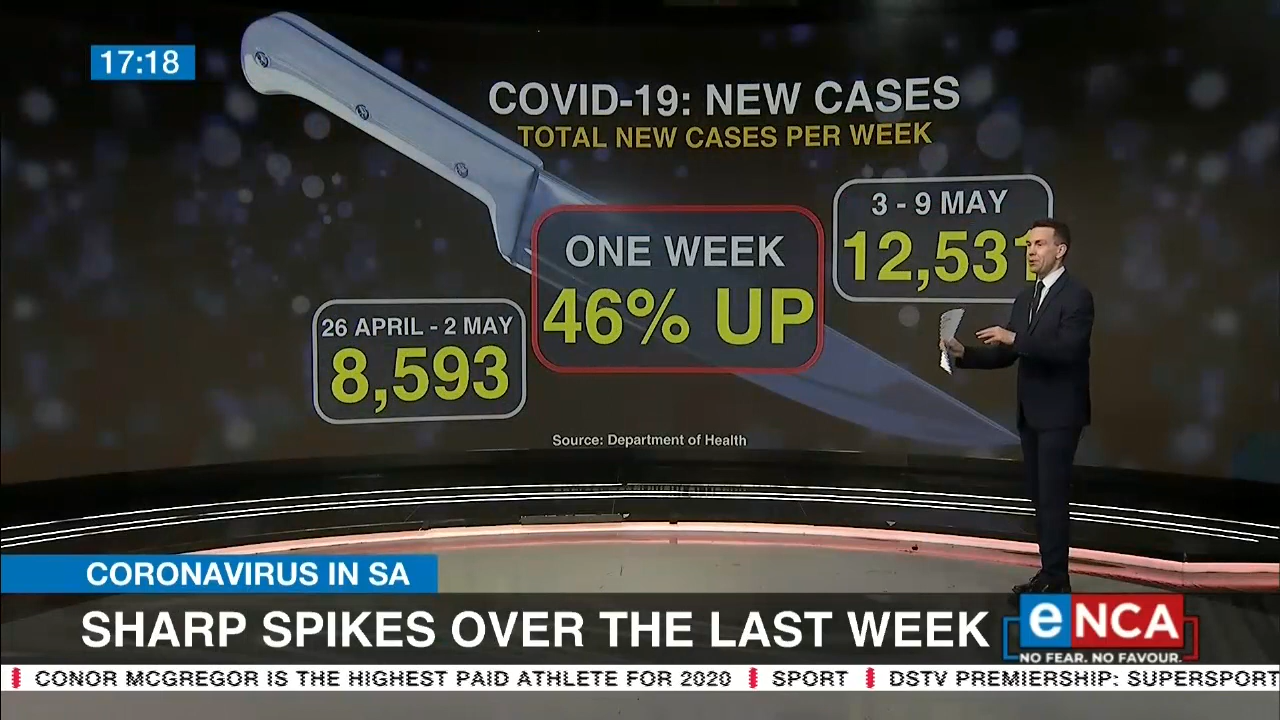 17:18
COVID-19: NEW CASES
TOTAL NEW CASES PER WEEK
3 - 9 MAY
12,531
ONE WEEK
46% UP
26 APRIL - 2 MAY
8,593
Source: Department of Health
CORONAVIRUS IN SA
SHARP SPIKES OVER THE LAST WEEK
eNCA
NO FEAR. NO FAVOUR.
CONOR MCGREGOR IS THE HIGHEST PAID ATHLETE FOR 2020 SPORT DSTV PREMIERSHIP: SUPERSPORT